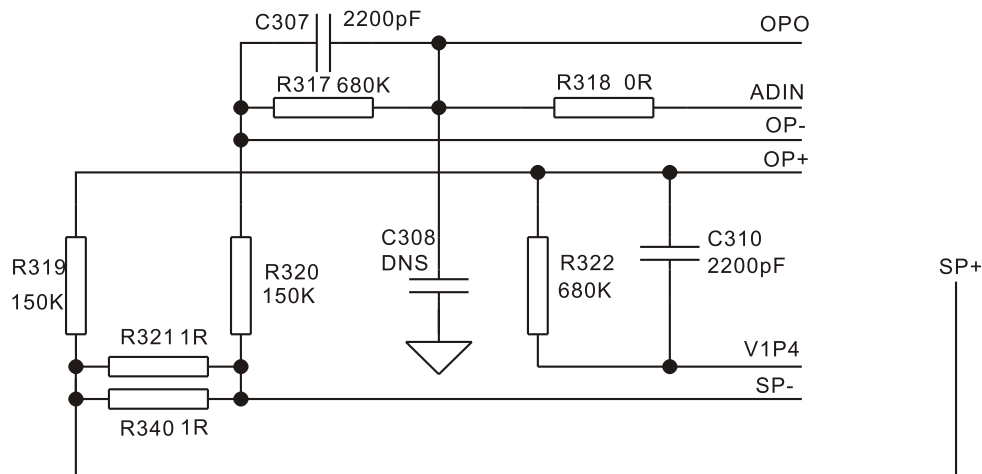 C307 2200pF
OPO
R317 680K
R318 0R
ADIN
OP-
OP+
C308
DNS
C310
2200pF
R319
150K
R320
150K
R322
680K
SP+
R321 1R
V1P4
SP-
R340 1R